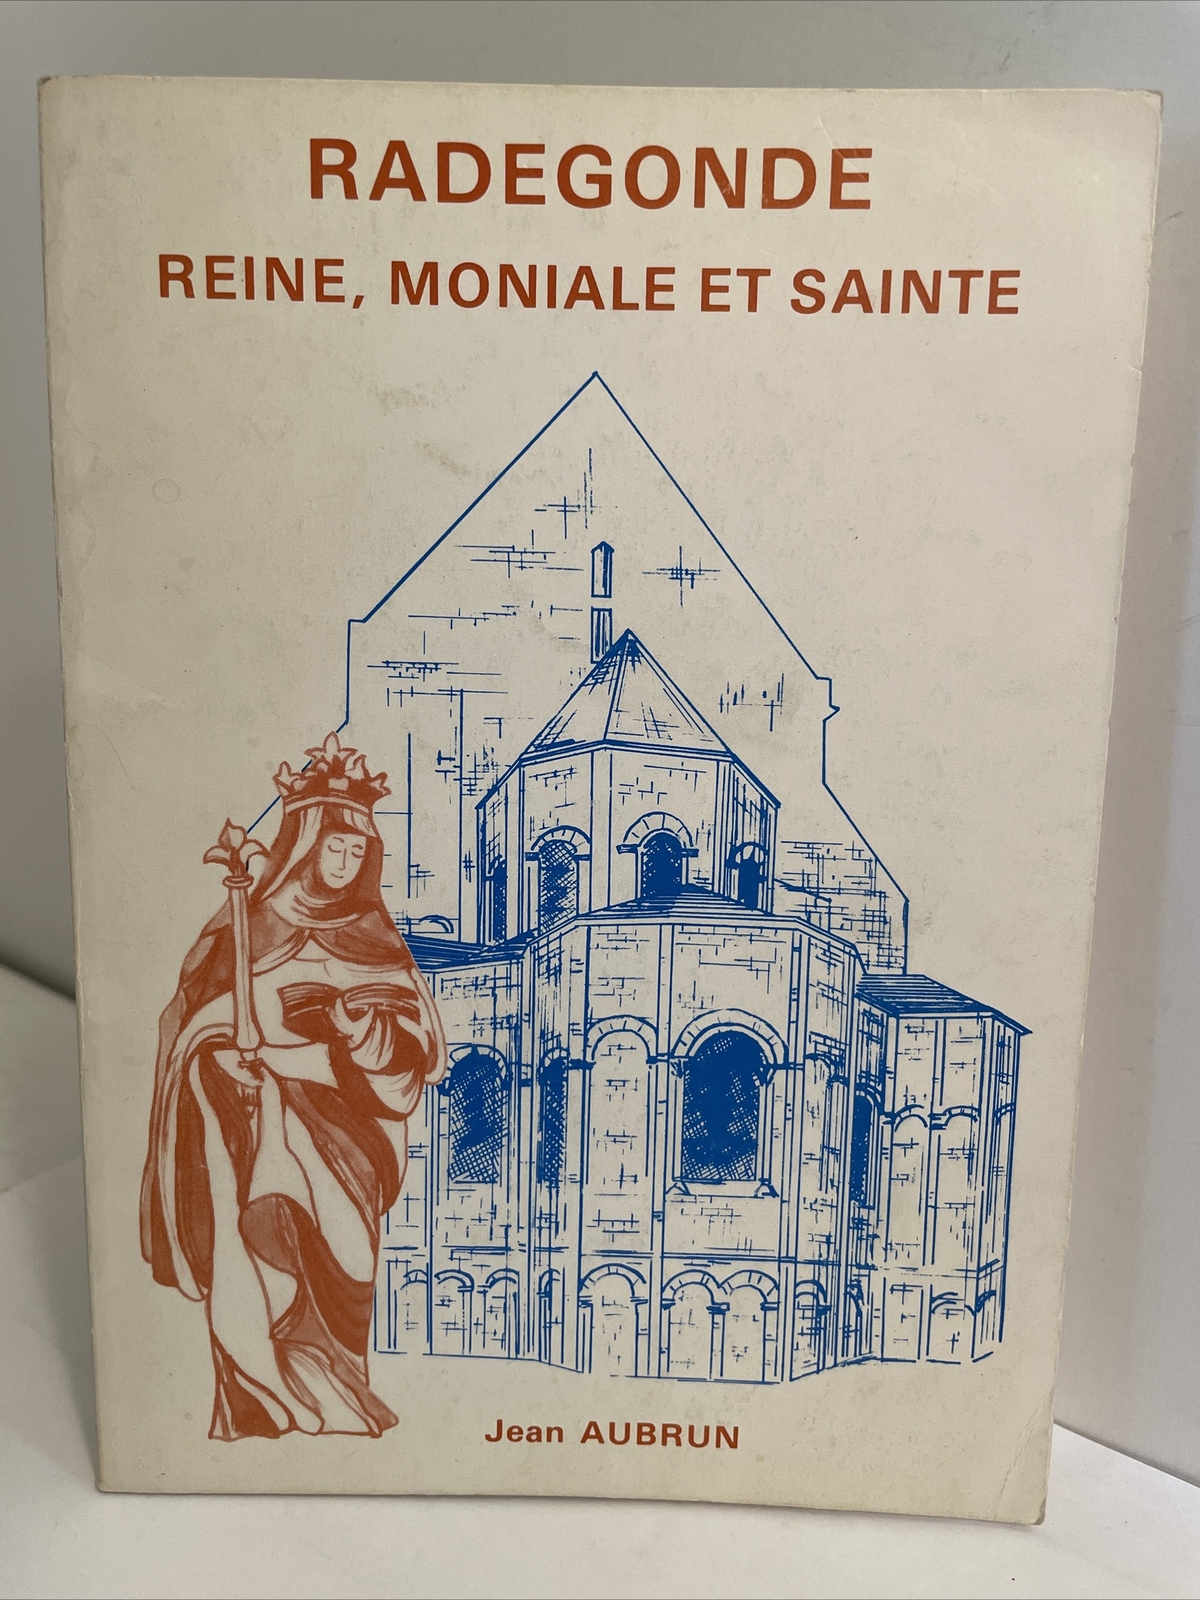 RADEGONDE
REINE, MONIALE ET SAINTE
Jean AUBRUN